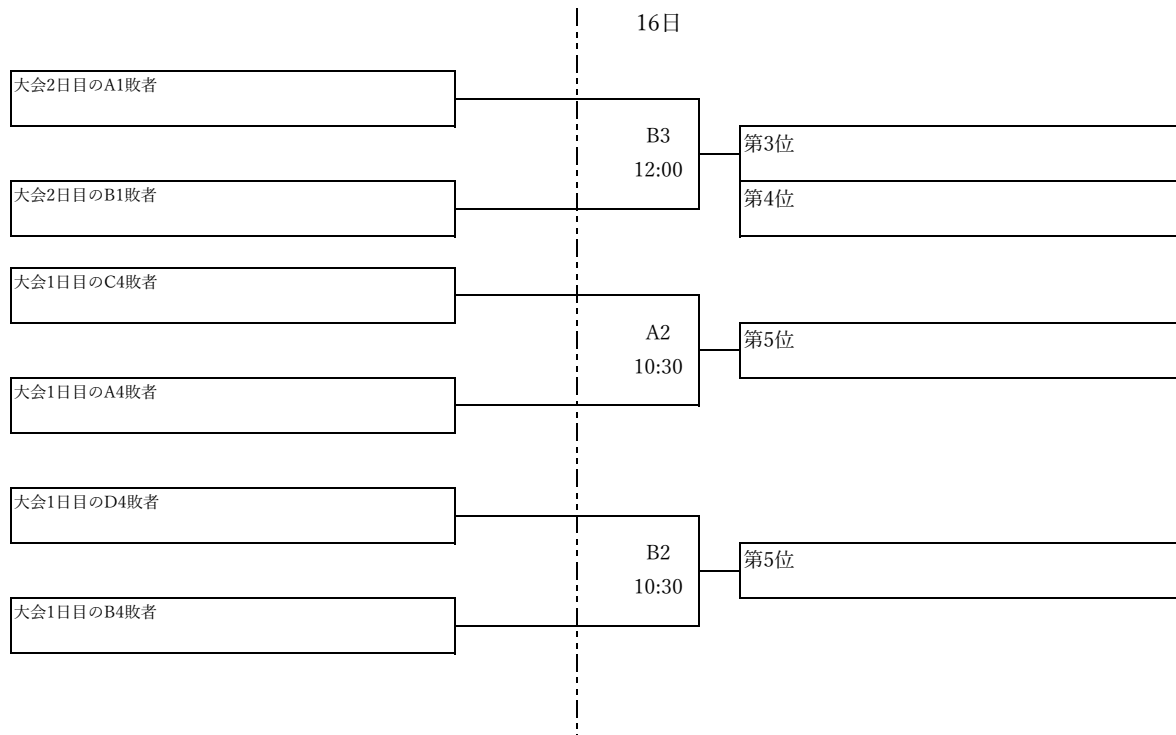 16日
大会2日目のA1敗者
B3
12:00
第3位
大会2日目のB1敗者
第4位
大会1日目のC4敗者
A2
10:30
第5位
大会1日目のA4敗者
大会1日目のD4敗者
B2
10:30
第5位
大会1日目のB4敗者